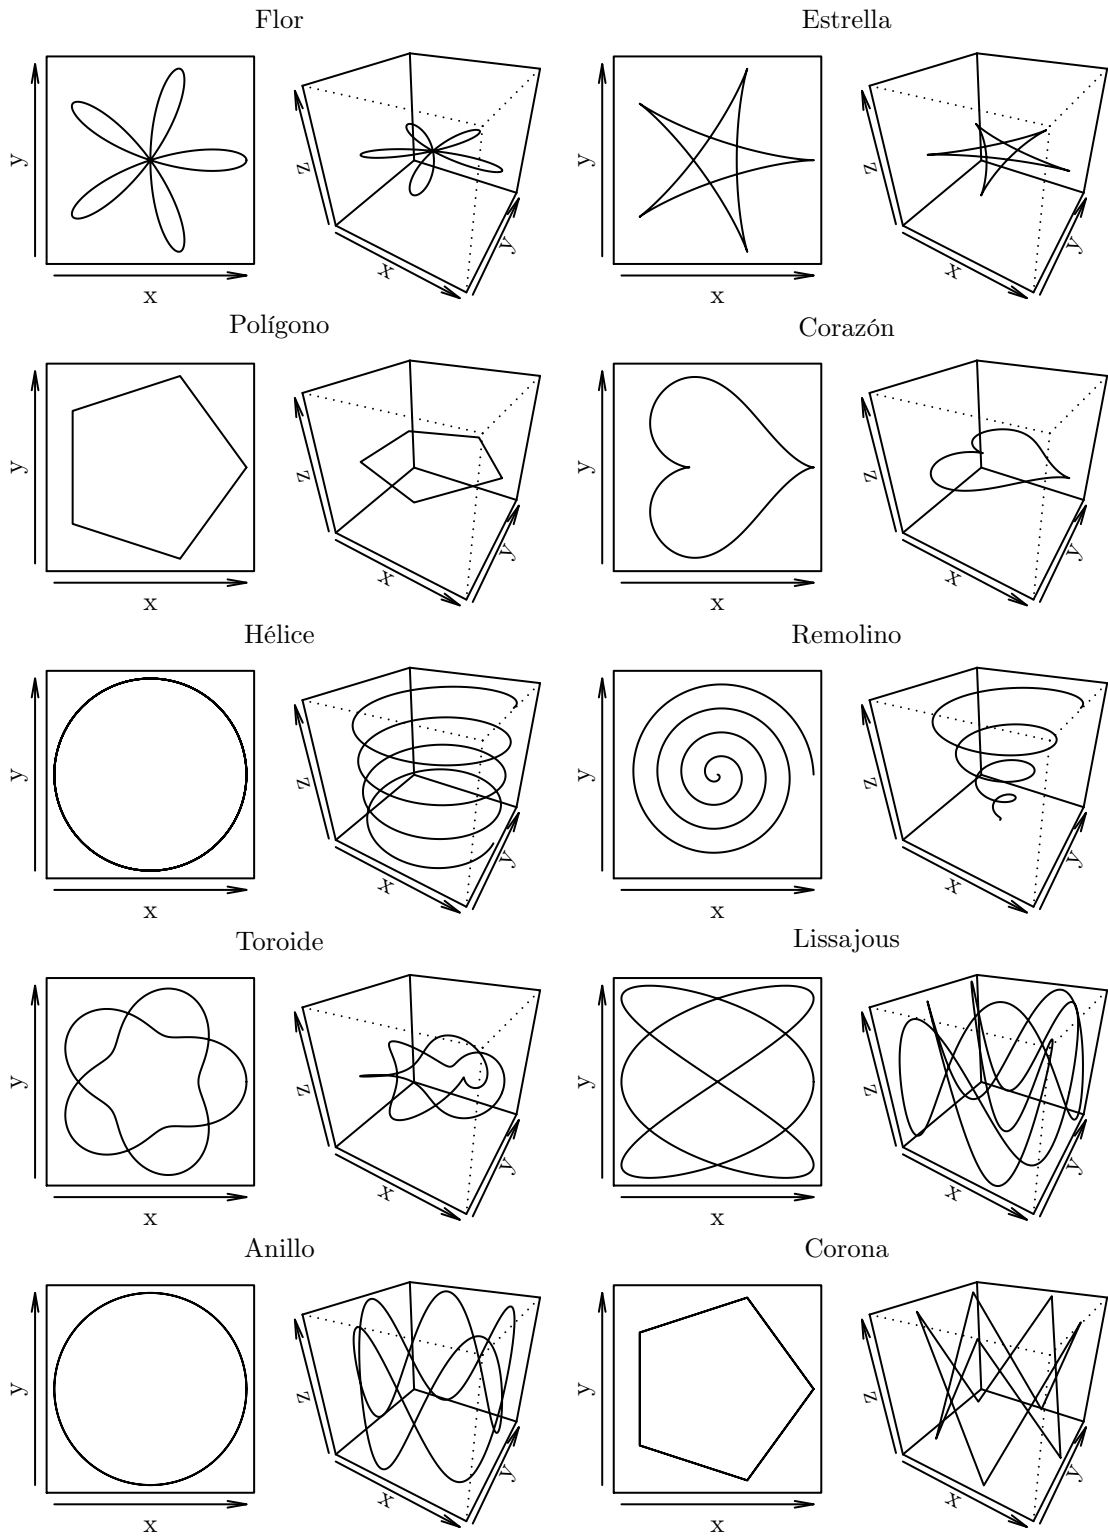 Flor
Estrella
y
x
z
x
y
y
x
z
x
y
Polígono
Corazón
y
x
z
x
y
y
x
z
x
y
Hélice
Remolino
y
x
z
x
y
y
x
z
x
y
Toroide
Lissajous
y
x
z
x
y
y
x
z
x
y
Anillo
Corona
y
x
z
x
y
y
x
z
x
y